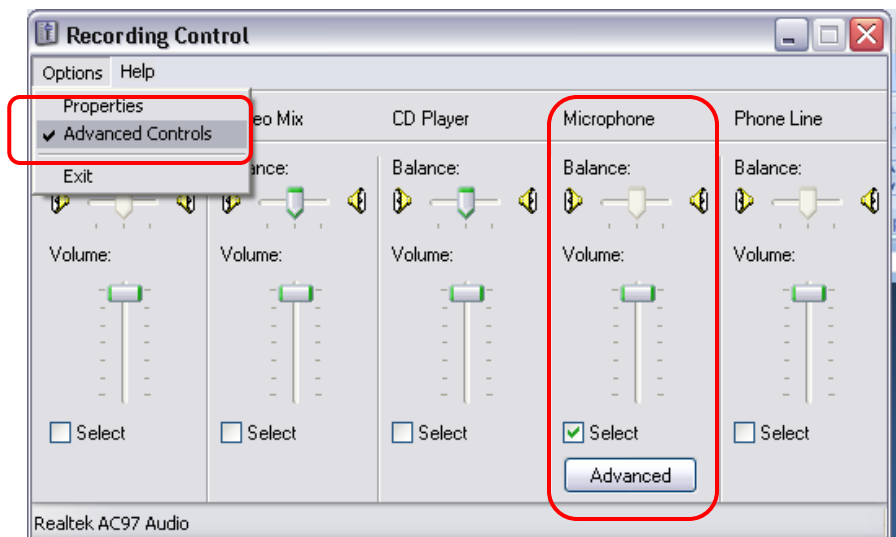 Recording Control
Options Help
Properties
Advanced Controls
Exit
eo Mix
CD Player
Microphone
Phone Line
ance:
Balance:
Balance:
Balance:
Volume:
Volume:
Volume:
Volume:
Volume:
Select
Select
Select
Select
Select
Advanced
Realtek AC97 Audio